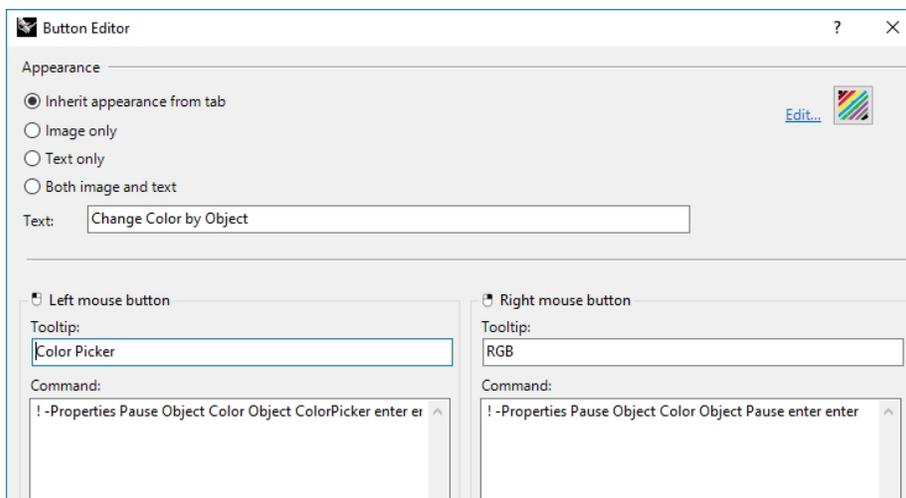 Button Editor
?
Appearance
Inherit appearance from tab
Edit...
Image only
Text only
Both image and text
Text: Change Color by Object
Left mouse button
Right mouse button
Tooltip:
Tooltip:
Color Picker
RGB
Command:
Command:
! -Properties Pause Object Color Object ColorPicker enter er
! -Properties Pause Object Color Object Pause enter enter